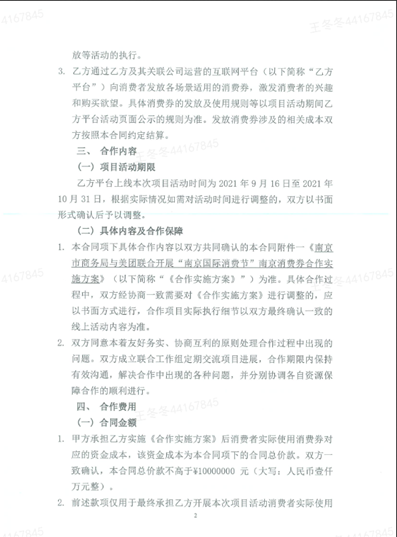 放等活动的执行。
3. 乙方通过乙方及其关联公司运营的互联网平台（以下简称“乙方
平台”）向消费者发放各场景适用的消费券，激发消费者的兴趣
和购买欲望。具体消费券的发放及使用规则等以项目活动期间乙
方平台活动页面公示的规则为准。发放消费券涉及的相关成本双
方按照本合同约定结算。
三、 合作内容
(一) 项目活动期限
乙方平台上线本次项目活动时间为 2021 年 9 月 16 日至 2021 年
10 月 31 日，根据实际情况如需对活动时间进行调整的，双方以书面
形式确认后予以调整。
(二) 具体内容及合作保障
1. 本合同项下具体合作内容以双方共同确认的本合同附件一《南京
市商务局与美团联合开展“南京国际消费节”南京消费券合作实
施方案》（以下简称“《合作实施方案》”）为准。具体合作过
程中，双方经协商一致需要对《合作实施方案》进行调整的，应
以书面方式进行，合作项目实际执行细节以双方最终确认一致的
线上活动内容为准。
2. 双方同意本着友好务实、协商互利的原则处理合作过程中出现的
问题。双方成立联合工作组定期交流项目进展，合作期限内保持
有效沟通，解决合作中出现的各种问题，并分别协调各自资源保
障合作的顺利进行。
四、 合作费用
(一) 合同金额
1. 甲方承担乙方实施《合作实施方案》后消费者实际使用消费券对
应的资金成本，该资金成本为本合同项下的合同总价款。双方一
致确认，本合同总价款不高于¥10000000 元（大写：人民币壹仟
万元整）。
2. 前述款项仅用于最终承担乙方开展本次项目活动消费者实际使用
2
王冬冬44167845